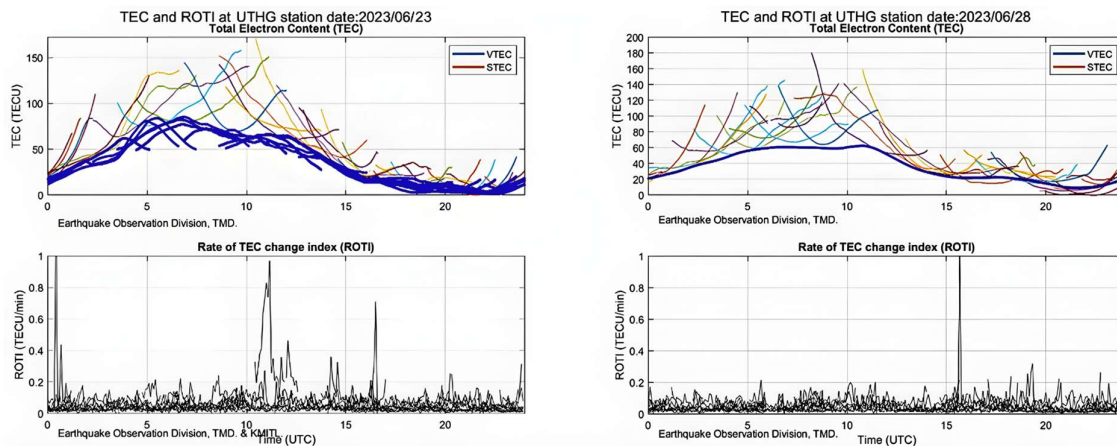 TEC and ROTI at UTHG station date:2023/06/23
Total Electron Content (TEC)
150
100
50
0
TEC (TECU)
VTEC
STEC
0 5 10 15 20
Earthquake Observation Division, TMD.
Rate of TEC change index (ROTI)
1
0.8
0.6
0.4
0.2
0
ROTI (TECU/min)
0 5 10 15 20
Earthquake Observation Division, TMD. & KMITL
Time (UTC)
TEC and ROTI at UTHG station date:2023/06/28
Total Electron Content (TEC)
200
180
160
140
120
100
80
60
40
20
0
TEC (TECU)
VTEC
STEC
0 5 10 15 20
Earthquake Observation Division, TMD.
Rate of TEC change index (ROTI)
1
0.8
0.6
0.4
0.2
0
ROTI (TECU/min)
0 5 10 15 20
Earthquake Observation Division, TMD.
Time (UTC)